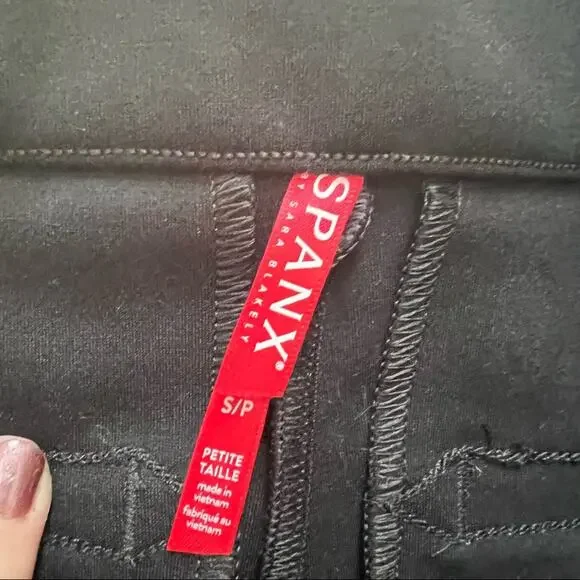 SPANX®
BY SARA BLAKELY
S/P
PETITE
TAILLE
made in
vietnam
fabriqué au
vietnam